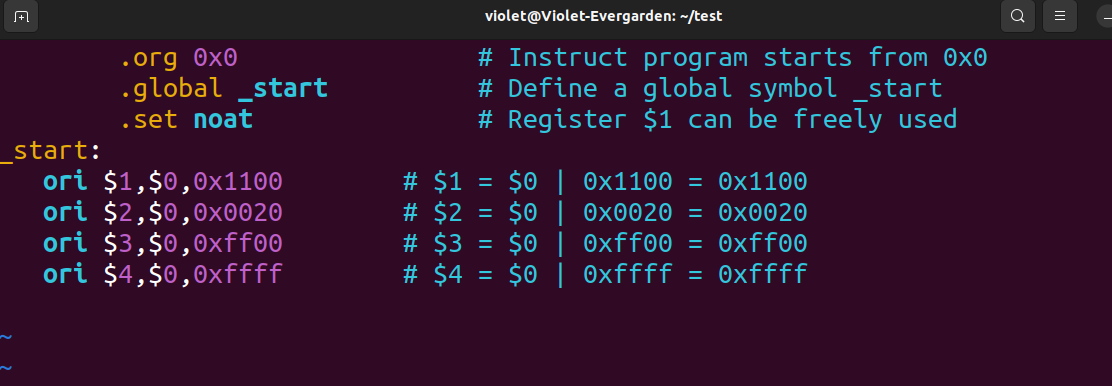 violet@Violet-Evergarden: ~/test
.org 0x0 # Instruct program starts from 0x0
.global _start # Define a global symbol _start
.set noat # Register $1 can be freely used
_start:
ori $1,$0,0x1100 # $1 = $0 | 0x1100 = 0x1100
ori $2,$0,0x0020 # $2 = $0 | 0x0020 = 0x0020
ori $3,$0,0xff00 # $3 = $0 | 0xff00 = 0xff00
ori $4,$0,0xffff # $4 = $0 | 0xffff = 0xffff
~
~